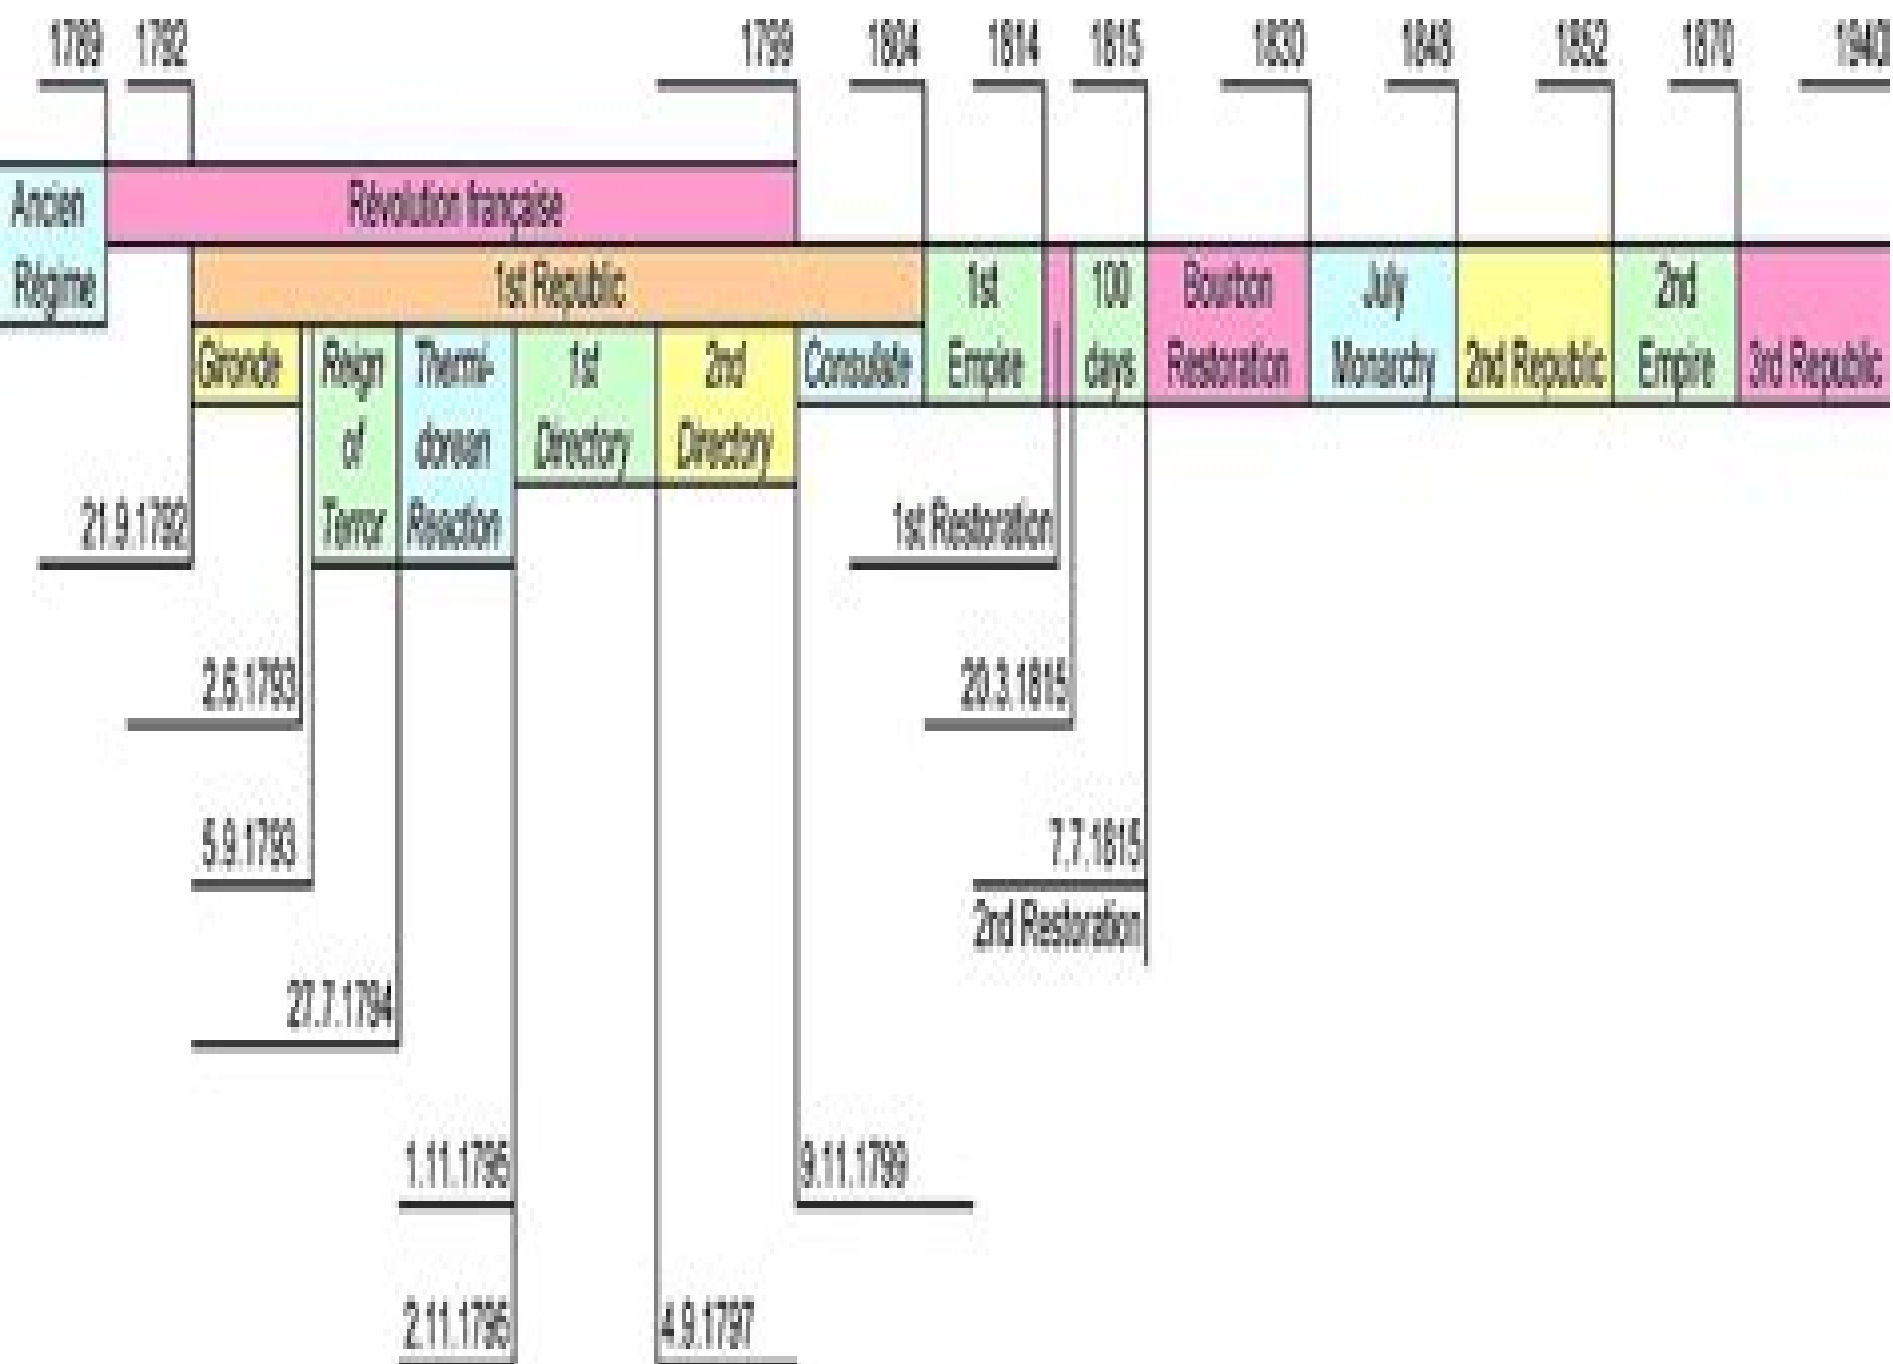 1789 1792 1799 1804 1814 1815 1830 1848 1852 1870 1940
Ancien
Régime
Révolution française
1st Republic
1st
Empire
100
days
Bourbon
Restoration
July
Monarchy
2nd Republic
2nd
Empire
3rd Republic
Gironde
Reign
of
Terror
Thermi-
dorean
Reaction
1st
Directory
2nd
Directory
Consulate
21.9.1792
1st Restoration
2.6.1793
20.3.1815
5.9.1793
7.7.1815
2nd Restoration
27.7.1794
1.11.1795
9.11.1799
2.11.1795
4.9.1797